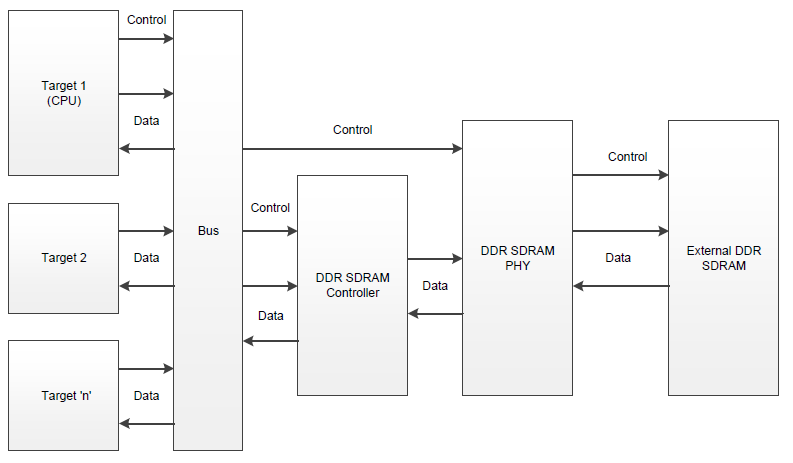 Control
Target 1
(CPU)
Data
Control
Control
Target 2
Data
Bus
Control
DDR SDRAM
Controller
Data
Data
DDR SDRAM
PHY
Data
External DDR
SDRAM
Target 'n'
Data